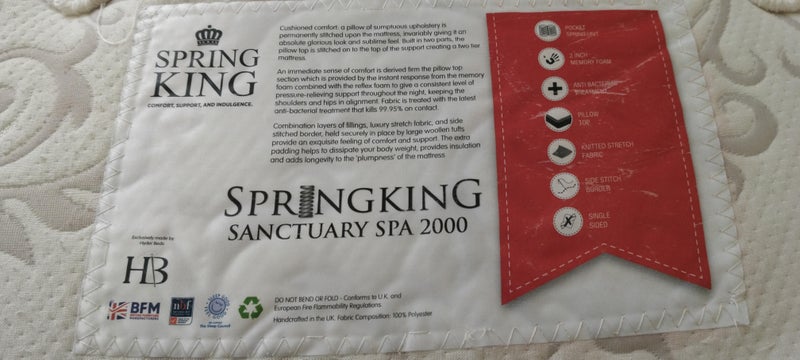 SPRING
KING
COMFORT, SUPPORT, AND INDULGENCE.
Cushioned comfort: a pillow of sumptuous upholstery is
permanently stitched upon the mattress, invariably giving it an
absolute glorious look and sublime feel. Built in two ports, the
pillow top is stitched on to the top of the support creating a two tier
mattress.
An immediate sense of comfort is derived firm the pillow top
section which is provided by the instant response from the memory
foam combined with the reflex foam to give a consistent level of
pressure-relieving support throughout the night, keeping the
shoulders and hips in alignment. Fabric is treated with the latest
anti-bacterial treatment that kills 99.95% on contact.
Combination layers of fillings, luxury stretch fabric, and side
stitched border, held securely in place by large woollen tufts
provide an exquisite feeling of comfort and support. The extra
padding helps to dissipate your body weight, provides insulation
and adds longevity to the 'plumpness' of the mattress
SPRINGKING
SANCTUARY SPA 2000
Exclusively made by
Hyder Beds
HB
BFM
nbf
The Sleep Council
DO NOT BEND OR FOLD - Conforms to U.K. and
European Fire Flammability Regulations.
Handcrafted in the UK. Fabric Composition: 100% Polyester
POCKET
SPRING UNIT
2 INCH
MEMORY FOAM
ANTI BACTERIAL
TREATMENT
PILLOW
TOP
KNITTED STRETCH
FABRIC
SIDE STITCH
BORDER
SINGLE
SIDED